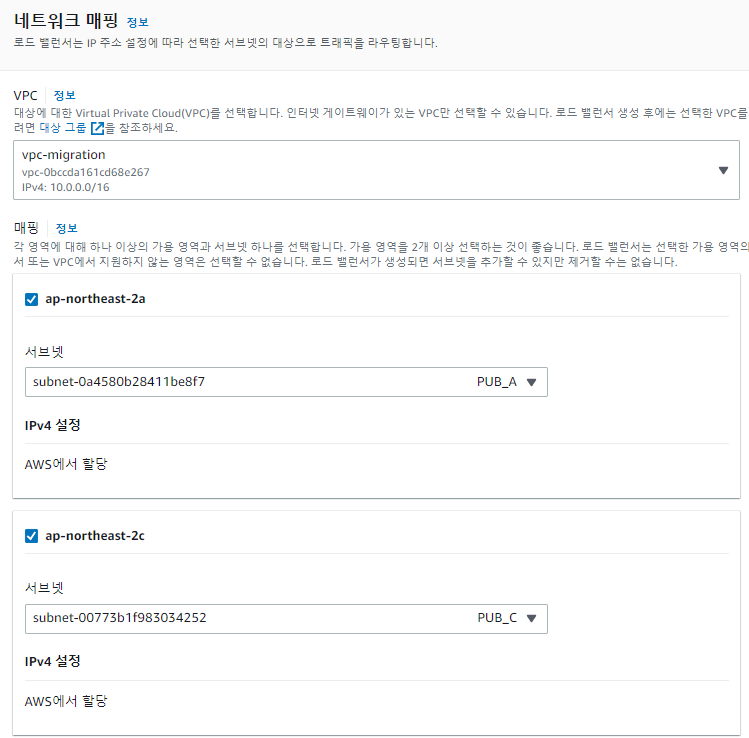 네트워크 매핑 정보
로드 밸런서는 IP 주소 설정에 따라 선택한 서브넷의 대상으로 트래픽을 라우팅합니다.
VPC 정보
대상에 대한 Virtual Private Cloud(VPC)를 선택합니다. 인터넷 게이트웨이가 있는 VPC만 선택할 수 있습니다. 로드 밸런서 생성 후에는 선택한 VPC를
려면 대상 그룹 을 참조하세요.
vpc-migration
vpc-0bccda161cd68e267
IPv4: 10.0.0.0/16
매핑 정보
각 영역에 대해 하나 이상의 가용 영역과 서브넷 하나를 선택합니다. 가용 영역을 2개 이상 선택하는 것이 좋습니다. 로드 밸런서는 선택한 가용 영역의
서 또는 VPC에서 지원하지 않는 영역은 선택할 수 없습니다. 로드 밸런서가 생성되면 서브넷을 추가할 수 있지만 제거할 수는 없습니다.
ap-northeast-2a
서브넷
subnet-0a4580b28411be8f7 PUB_A
IPv4 설정
AWS에서 할당
ap-northeast-2c
서브넷
subnet-00773b1f983034252 PUB_C
IPv4 설정
AWS에서 할당